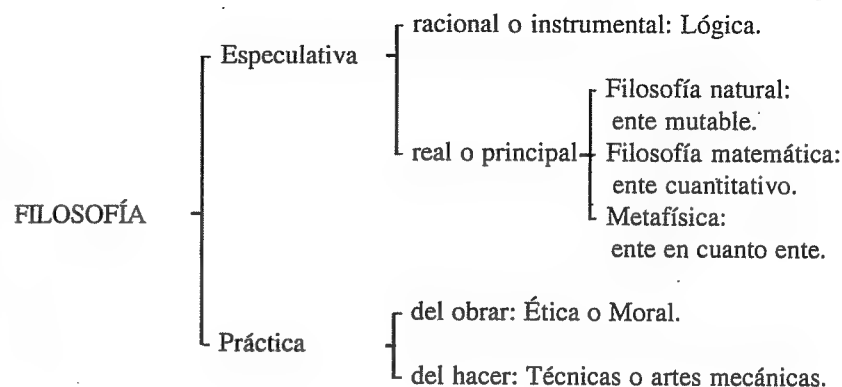 racional o instrumental: Lógica.
Especulativa
Filosofía natural:
ente mutable.
real o principal
Filosofía matemática:
ente cuantitativo.
FILOSOFÍA
Metafísica:
ente en cuanto ente.
del obrar: Ética o Moral.
Práctica
del hacer: Técnicas o artes mecánicas.